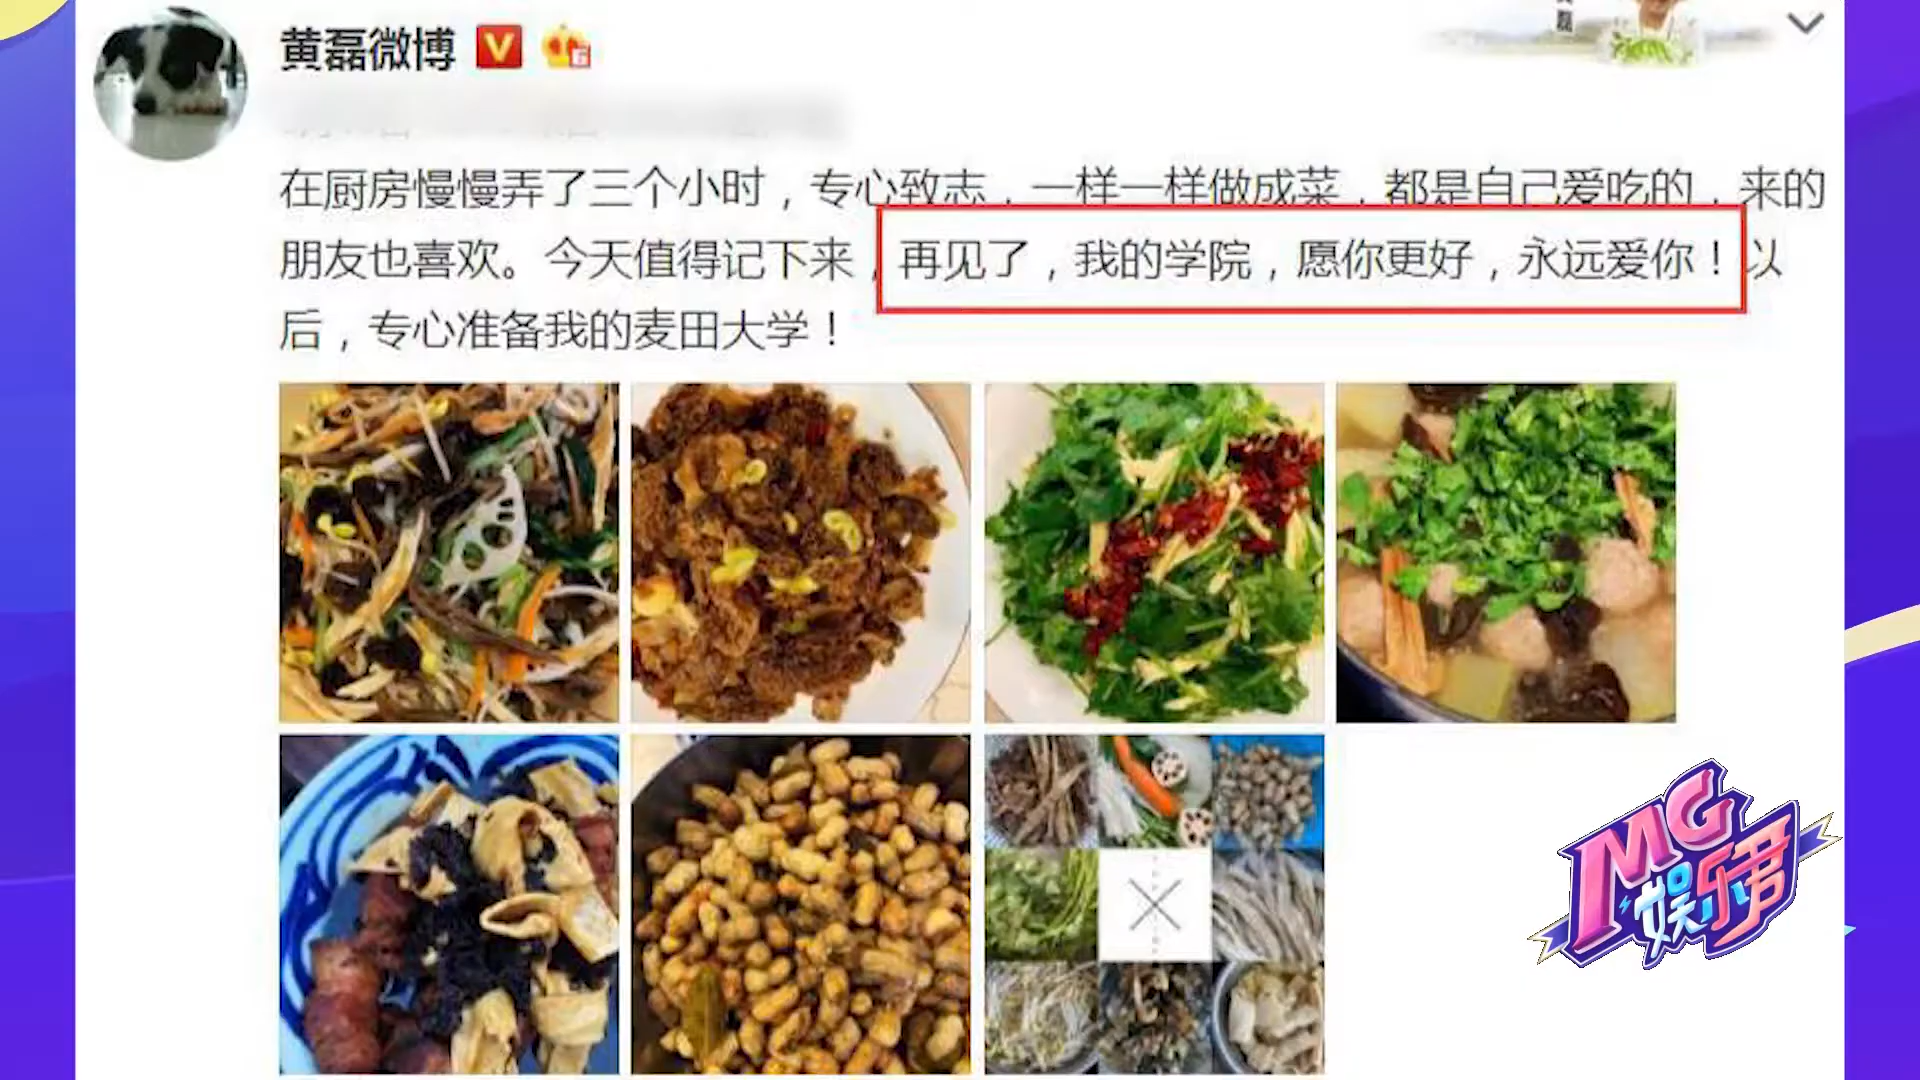 黄磊微博
磊
在厨房慢慢弄了三个小时，专心致志，一样一样做成菜，都是自己爱吃的，来的
朋友也喜欢。今天值得记下来，再见了，我的学院，愿你更好，永远爱你！以
后，专心准备我的麦田大学！
MG
娱乐君